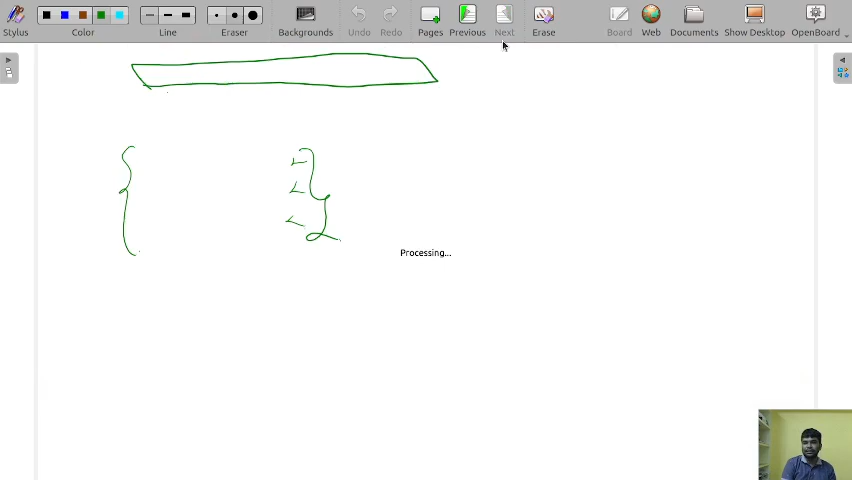 Stylus Color Line Eraser Backgrounds Undo Redo Pages Previous Next Erase Board Web Documents Show Desktop OpenBoard
Processing...